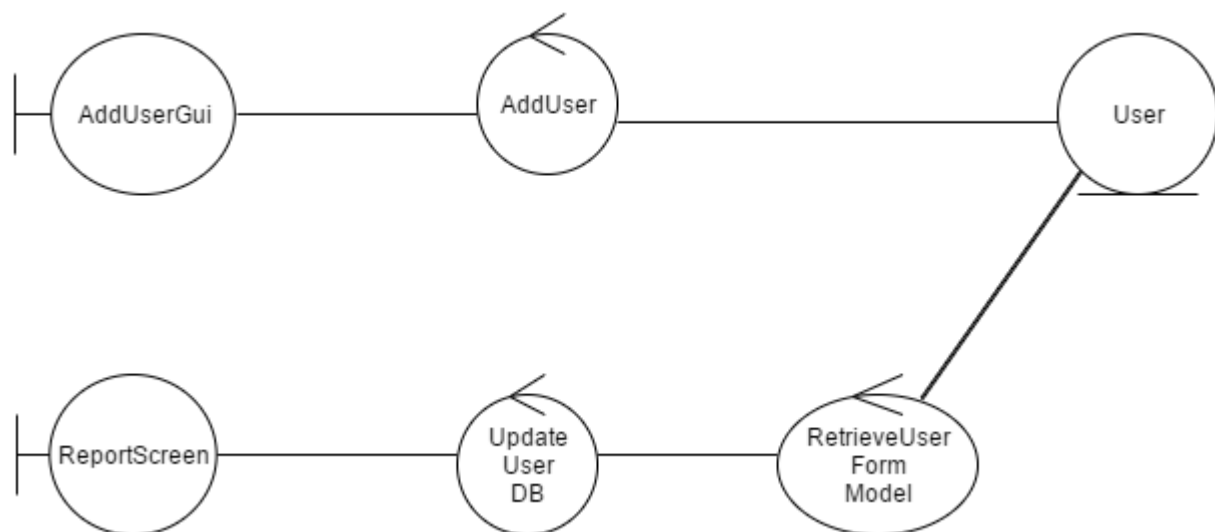 AddUserGui
AddUser
User
ReportScreen
Update
User
DB
RetrieveUser
Form
Model